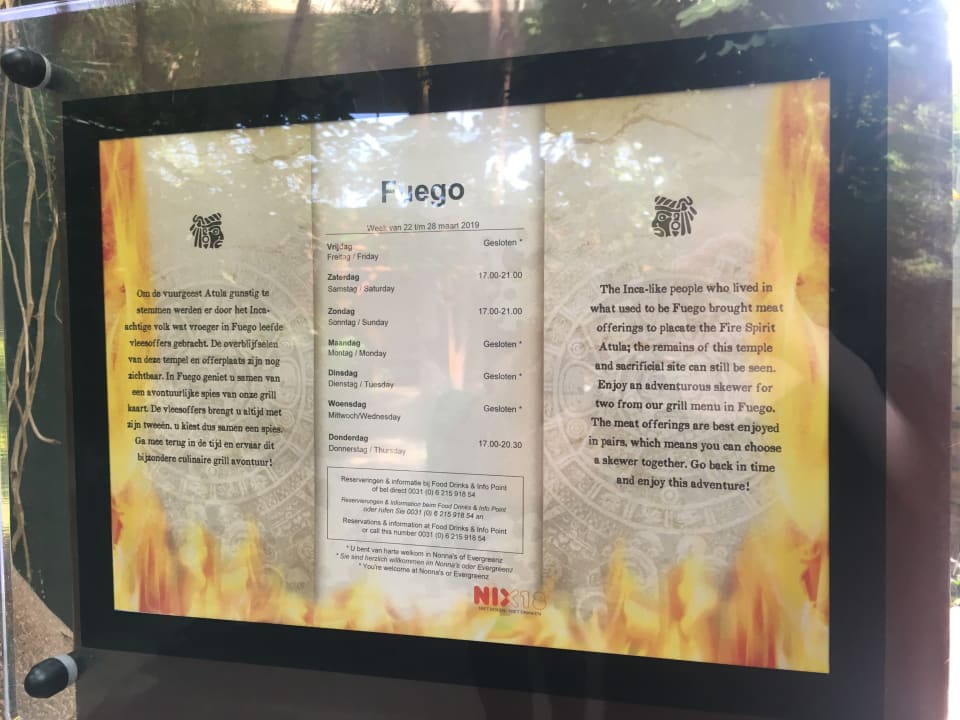 Om de vuurgeest Atula gunstig te
stemmen werden er door het Inca-
achtige volk wat vroeger in Fuego leefde
vleesoffers gebracht. De overblijfselen
van deze tempel en offerplaats zijn nog
zichtbaar. In Fuego geniet u samen van
een avontuurlijke spies van onze grill
kaart. De vleesoffers brengt u altijd met
zijn tweeën, u kiest dus samen een spies.
Ga mee terug in de tijd en ervaar dit
bijzondere culinaire grill avontuur!
Fuego
Week van 22 t/m 28 maart 2019
Vrijdag
Freitag / Friday
Gesloten *
Zaterdag
Samstag / Saturday
17.00-21.00
Zondag
Sonntag / Sunday
17.00-21.00
Maandag
Montag / Monday
Gesloten *
Dinsdag
Dienstag / Tuesday
Gesloten *
Woensdag
Mittwoch/Wednesday
Gesloten *
Donderdag
Donnerstag / Thursday
17.00-20.30
Reserveringen & informatie bij Food Drinks & Info Point
of bel direct 0031 (0) 6 215 918 54
Reservierungen & Information beim Food Drinks & Info Point
oder rufen Sie 0031 (0) 6 215 918 54 an
Reservations & information at Food Drinks & Info Point
or call this number 0031 (0) 6 215 918 54
* U bent van harte welkom in Nonna's of Evergreenz
* Sie sind herzlich willkommen im Nonna's oder Evergreenz
* You're welcome at Nonna's or Evergreenz
NIX18
NIET ROKEN, NIET DRINKEN
The Inca-like people who lived in
what used to be Fuego brought meat
offerings to placate the Fire Spirit
Atula; the remains of this temple
and sacrificial site can still be seen.
Enjoy an adventurous skewer for
two from our grill menu in Fuego.
The meat offerings are best enjoyed
in pairs, which means you can choose
a skewer together. Go back in time
and enjoy this adventure!